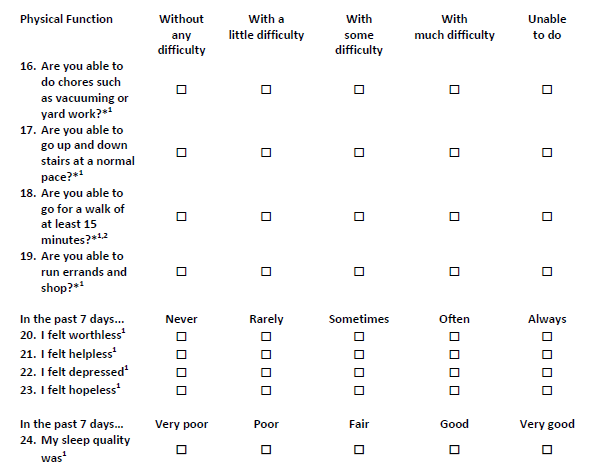 Physical Function Without any difficulty With a little difficulty With some difficulty With much difficulty Unable to do
16. Are you able to
do chores such
as vacuuming or
yard work?*1
☐ ☐ ☐ ☐ ☐
17. Are you able to
go up and down
stairs at a normal
pace?*1
☐ ☐ ☐ ☐ ☐
18. Are you able to
go for a walk of
at least 15
minutes?*1,2
☐ ☐ ☐ ☐ ☐
19. Are you able to
run errands and
shop?*1
☐ ☐ ☐ ☐ ☐
In the past 7 days... Never Rarely Sometimes Often Always
20. I felt worthless1 ☐ ☐ ☐ ☐ ☐
21. I felt helpless1 ☐ ☐ ☐ ☐ ☐
22. I felt depressed1 ☐ ☐ ☐ ☐ ☐
23. I felt hopeless1 ☐ ☐ ☐ ☐ ☐
In the past 7 days... Very poor Poor Fair Good Very good
24. My sleep quality
was1 ☐ ☐ ☐ ☐ ☐